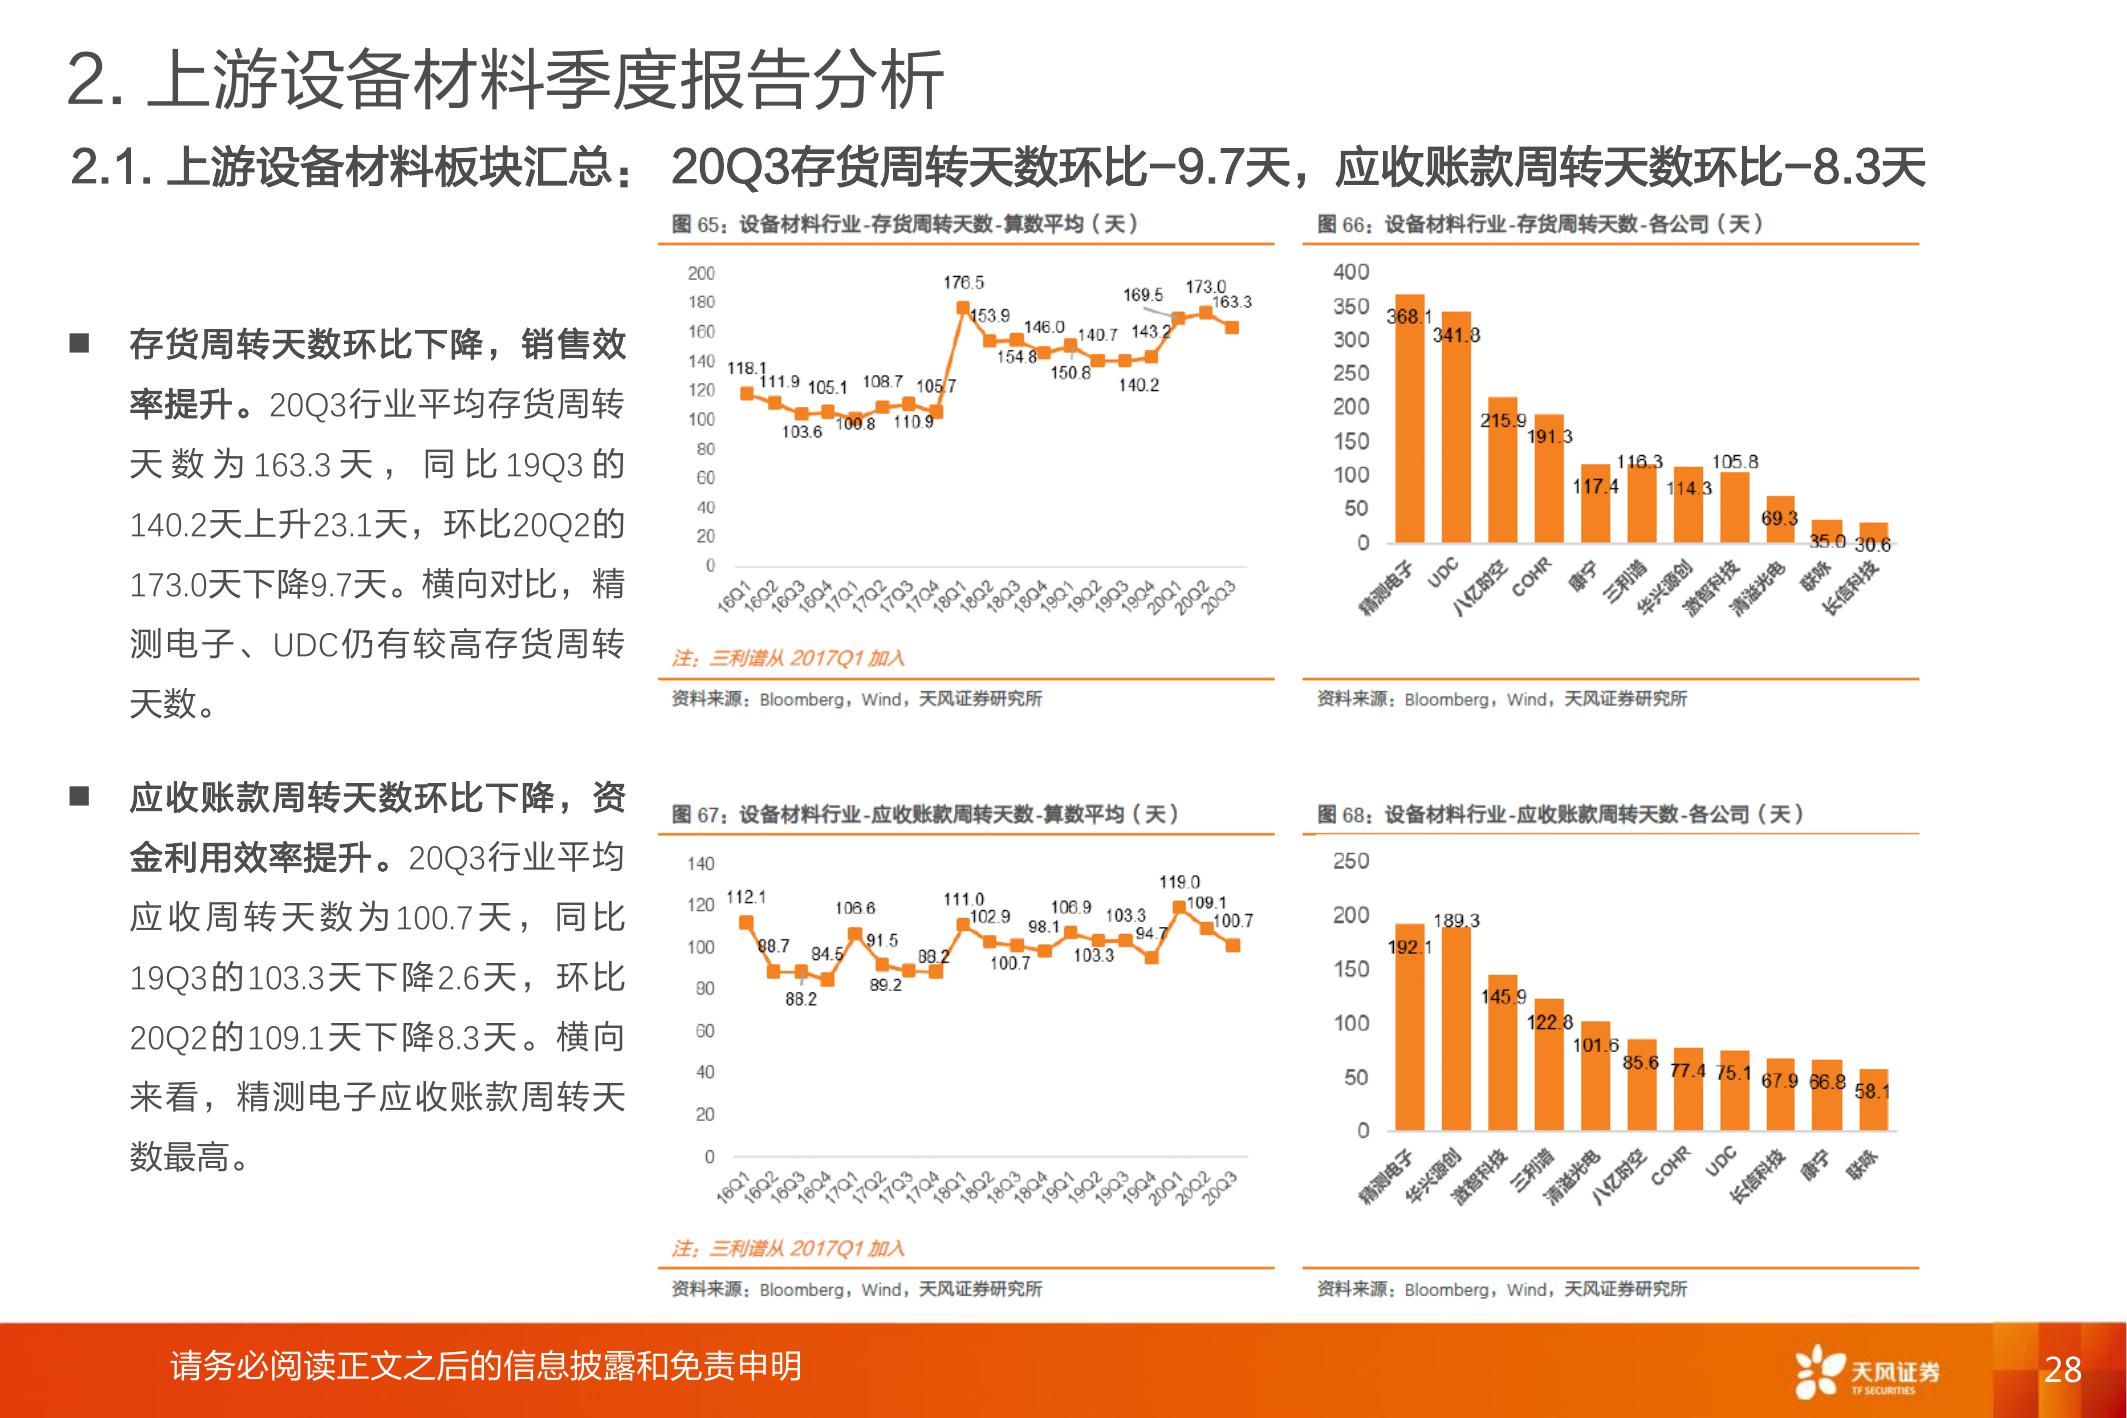 2. 上游设备材料季度报告分析
2.1. 上游设备材料板块汇总： 20Q3存货周转天数环比-9.7天，应收账款周转天数环比-8.3天
■ 存货周转天数环比下降，销售效
率提升。20Q3行业平均存货周转
天数为163.3天，同比19Q3的
140.2天上升23.1天，环比20Q2的
173.0天下降9.7天。横向对比，精
测电子、UDC仍有较高存货周转
天数。
■ 应收账款周转天数环比下降，资
金利用效率提升。20Q3行业平均
应收周转天数为100.7天，同比
19Q3的103.3天下降2.6天，环比
20Q2的109.1天下降8.3天。横向
来看，精测电子应收账款周转天
数最高。
图 65：设备材料行业-存货周转天数-算数平均（天）
200
180
160
140
120
100
80
60
40
20
0
118.1
111.9
103.6
105.1
100.8
108.7
110.9
105.7
176.5
153.9
154.8
146.0
150.8
140.7
140.2
143.2
169.5
173.0
163.3
16Q1 16Q2 16Q3 16Q4 17Q1 17Q2 17Q3 17Q4 18Q1 18Q2 18Q3 18Q4 19Q1 19Q2 19Q3 19Q4 20Q1 20Q2 20Q3
注：三利谱从 2017Q1 加入
资料来源：Bloomberg，Wind，天风证券研究所
图 66：设备材料行业-存货周转天数-各公司（天）
400
350
300
250
200
150
100
50
0
368.1
341.8
215.9
191.3
117.4
116.3
114.3
105.8
69.3
35.0
30.6
精测电子 UDC 八亿时空 COHR 康宁 三利谱 华兴源创 激智科技 清溢光电 联咏 长信科技
资料来源：Bloomberg，Wind，天风证券研究所
图 67：设备材料行业-应收账款周转天数-算数平均（天）
140
120
100
80
60
40
20
0
112.1
88.7
88.2
84.5
106.6
91.5
89.2
88.2
111.0
102.9
100.7
98.1
106.9
103.3
103.3
94.7
119.0
109.1
100.7
16Q1 16Q2 16Q3 16Q4 17Q1 17Q2 17Q3 17Q4 18Q1 18Q2 18Q3 18Q4 19Q1 19Q2 19Q3 19Q4 20Q1 20Q2 20Q3
注：三利谱从 2017Q1 加入
资料来源：Bloomberg，Wind，天风证券研究所
图 68：设备材料行业-应收账款周转天数-各公司（天）
250
200
150
100
50
0
192.1
189.3
145.9
122.8
101.6
85.6
77.4
75.1
67.9
66.8
58.1
精测电子 华兴源创 激智科技 三利谱 清溢光电 八亿时空 COHR UDC 长信科技 康宁 联咏
资料来源：Bloomberg，Wind，天风证券研究所
请务必阅读正文之后的信息披露和免责申明
天风证券
TF SECURITIES
28